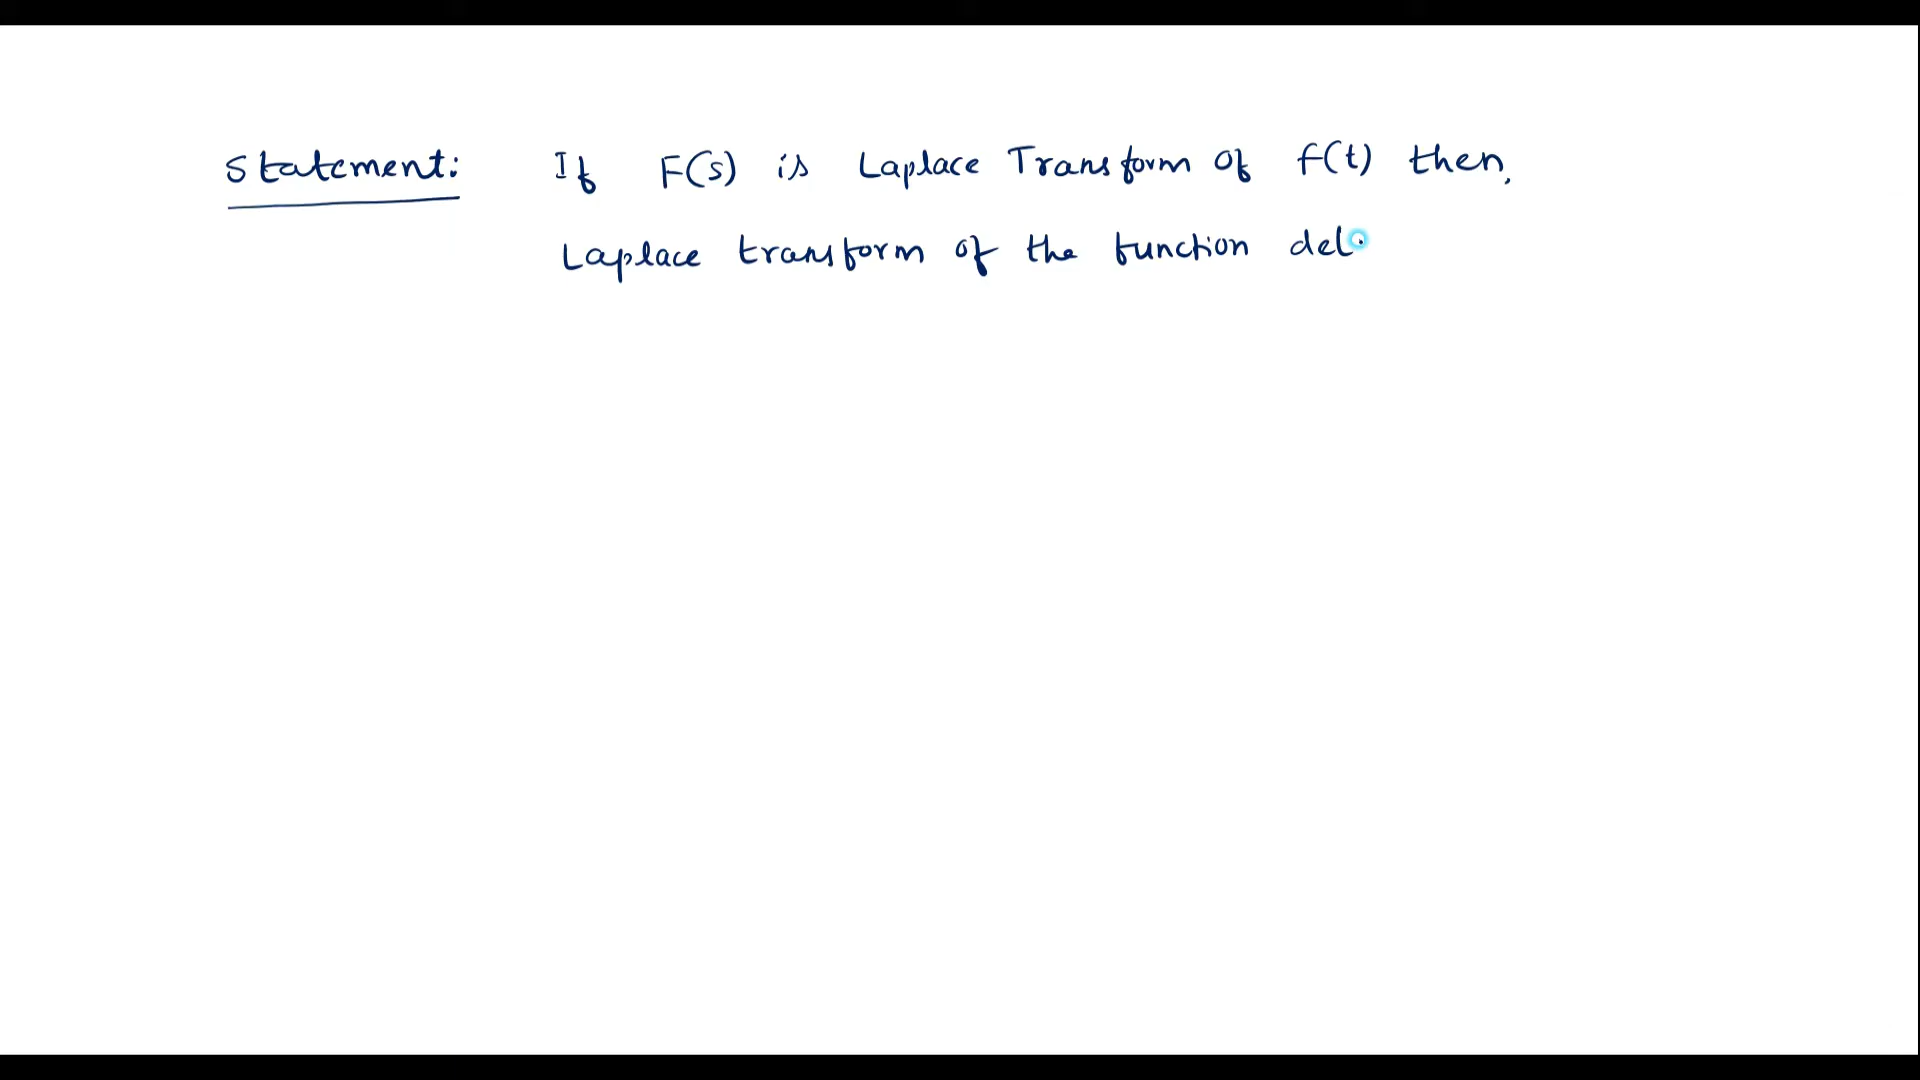 Statement: If F(s) is Laplace Transform of f(t) then,
Laplace transform of the function del